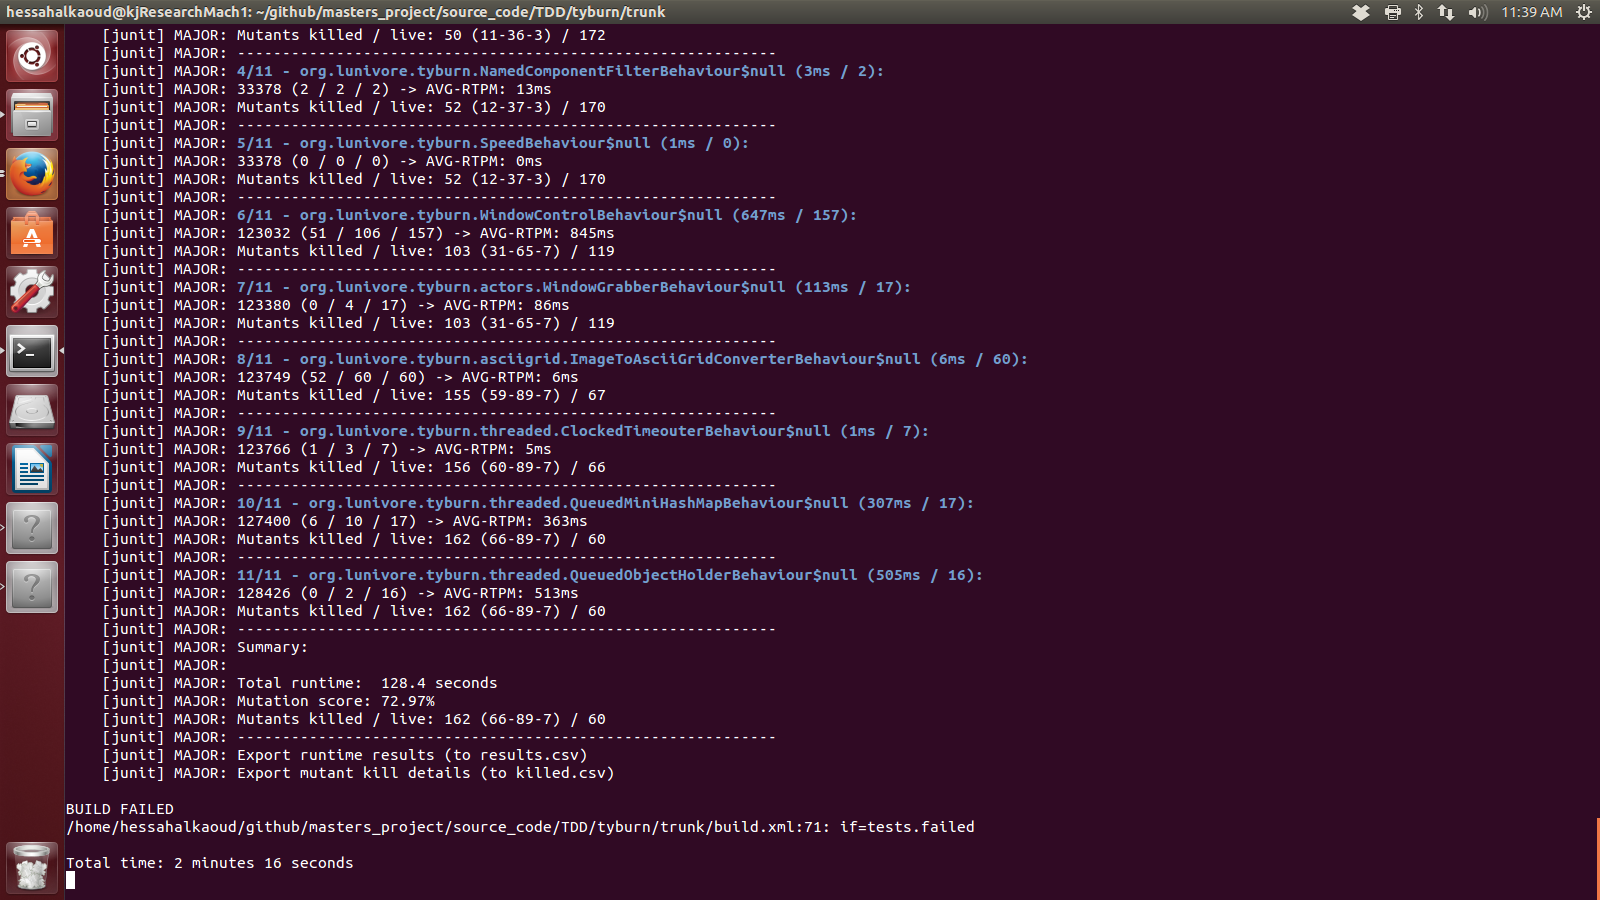 hessahalkaoud@kjResearchMach1: ~/github/masters_project/source_code/TDD/tyburn/trunk
11:39 AM
[junit] MAJOR: Mutants killed / live: 50 (11-36-3) / 172
[junit] MAJOR: ------------------------------------------------------------
[junit] MAJOR: 4/11 - org.lunivore.tyburn.NamedComponentFilterBehaviour$null (3ms / 2):
[junit] MAJOR: 33378 (2 / 2 / 2) -> AVG-RTPM: 13ms
[junit] MAJOR: Mutants killed / live: 52 (12-37-3) / 170
[junit] MAJOR: ------------------------------------------------------------
[junit] MAJOR: 5/11 - org.lunivore.tyburn.SpeedBehaviour$null (1ms / 0):
[junit] MAJOR: 33378 (0 / 0 / 0) -> AVG-RTPM: 0ms
[junit] MAJOR: Mutants killed / live: 52 (12-37-3) / 170
[junit] MAJOR: ------------------------------------------------------------
[junit] MAJOR: 6/11 - org.lunivore.tyburn.WindowControlBehaviour$null (647ms / 157):
[junit] MAJOR: 123032 (51 / 106 / 157) -> AVG-RTPM: 845ms
[junit] MAJOR: Mutants killed / live: 103 (31-65-7) / 119
[junit] MAJOR: ------------------------------------------------------------
[junit] MAJOR: 7/11 - org.lunivore.tyburn.actors.WindowGrabberBehaviour$null (113ms / 17):
[junit] MAJOR: 123380 (0 / 4 / 17) -> AVG-RTPM: 86ms
[junit] MAJOR: Mutants killed / live: 103 (31-65-7) / 119
[junit] MAJOR: ------------------------------------------------------------
[junit] MAJOR: 8/11 - org.lunivore.tyburn.asciigrid.ImageToAsciiGridConverterBehaviour$null (6ms / 60):
[junit] MAJOR: 123749 (52 / 60 / 60) -> AVG-RTPM: 6ms
[junit] MAJOR: Mutants killed / live: 155 (59-89-7) / 67
[junit] MAJOR: ------------------------------------------------------------
[junit] MAJOR: 9/11 - org.lunivore.tyburn.threaded.ClockedTimeouterBehaviour$null (1ms / 7):
[junit] MAJOR: 123766 (1 / 3 / 7) -> AVG-RTPM: 5ms
[junit] MAJOR: Mutants killed / live: 156 (60-89-7) / 66
[junit] MAJOR: ------------------------------------------------------------
[junit] MAJOR: 10/11 - org.lunivore.tyburn.threaded.QueuedMiniHashMapBehaviour$null (307ms / 17):
[junit] MAJOR: 127400 (6 / 10 / 17) -> AVG-RTPM: 363ms
[junit] MAJOR: Mutants killed / live: 162 (66-89-7) / 60
[junit] MAJOR: ------------------------------------------------------------
[junit] MAJOR: 11/11 - org.lunivore.tyburn.threaded.QueuedObjectHolderBehaviour$null (505ms / 16):
[junit] MAJOR: 128426 (0 / 2 / 16) -> AVG-RTPM: 513ms
[junit] MAJOR: Mutants killed / live: 162 (66-89-7) / 60
[junit] MAJOR: ------------------------------------------------------------
[junit] MAJOR: Summary:
[junit] MAJOR:
[junit] MAJOR: Total runtime:  128.4 seconds
[junit] MAJOR: Mutation score: 72.97%
[junit] MAJOR: Mutants killed / live: 162 (66-89-7) / 60
[junit] MAJOR: ------------------------------------------------------------
[junit] MAJOR: Export runtime results (to results.csv)
[junit] MAJOR: Export mutant kill details (to killed.csv)
BUILD FAILED
/home/hessahalkaoud/github/masters_project/source_code/TDD/tyburn/trunk/build.xml:71: if=tests.failed
Total time: 2 minutes 16 seconds